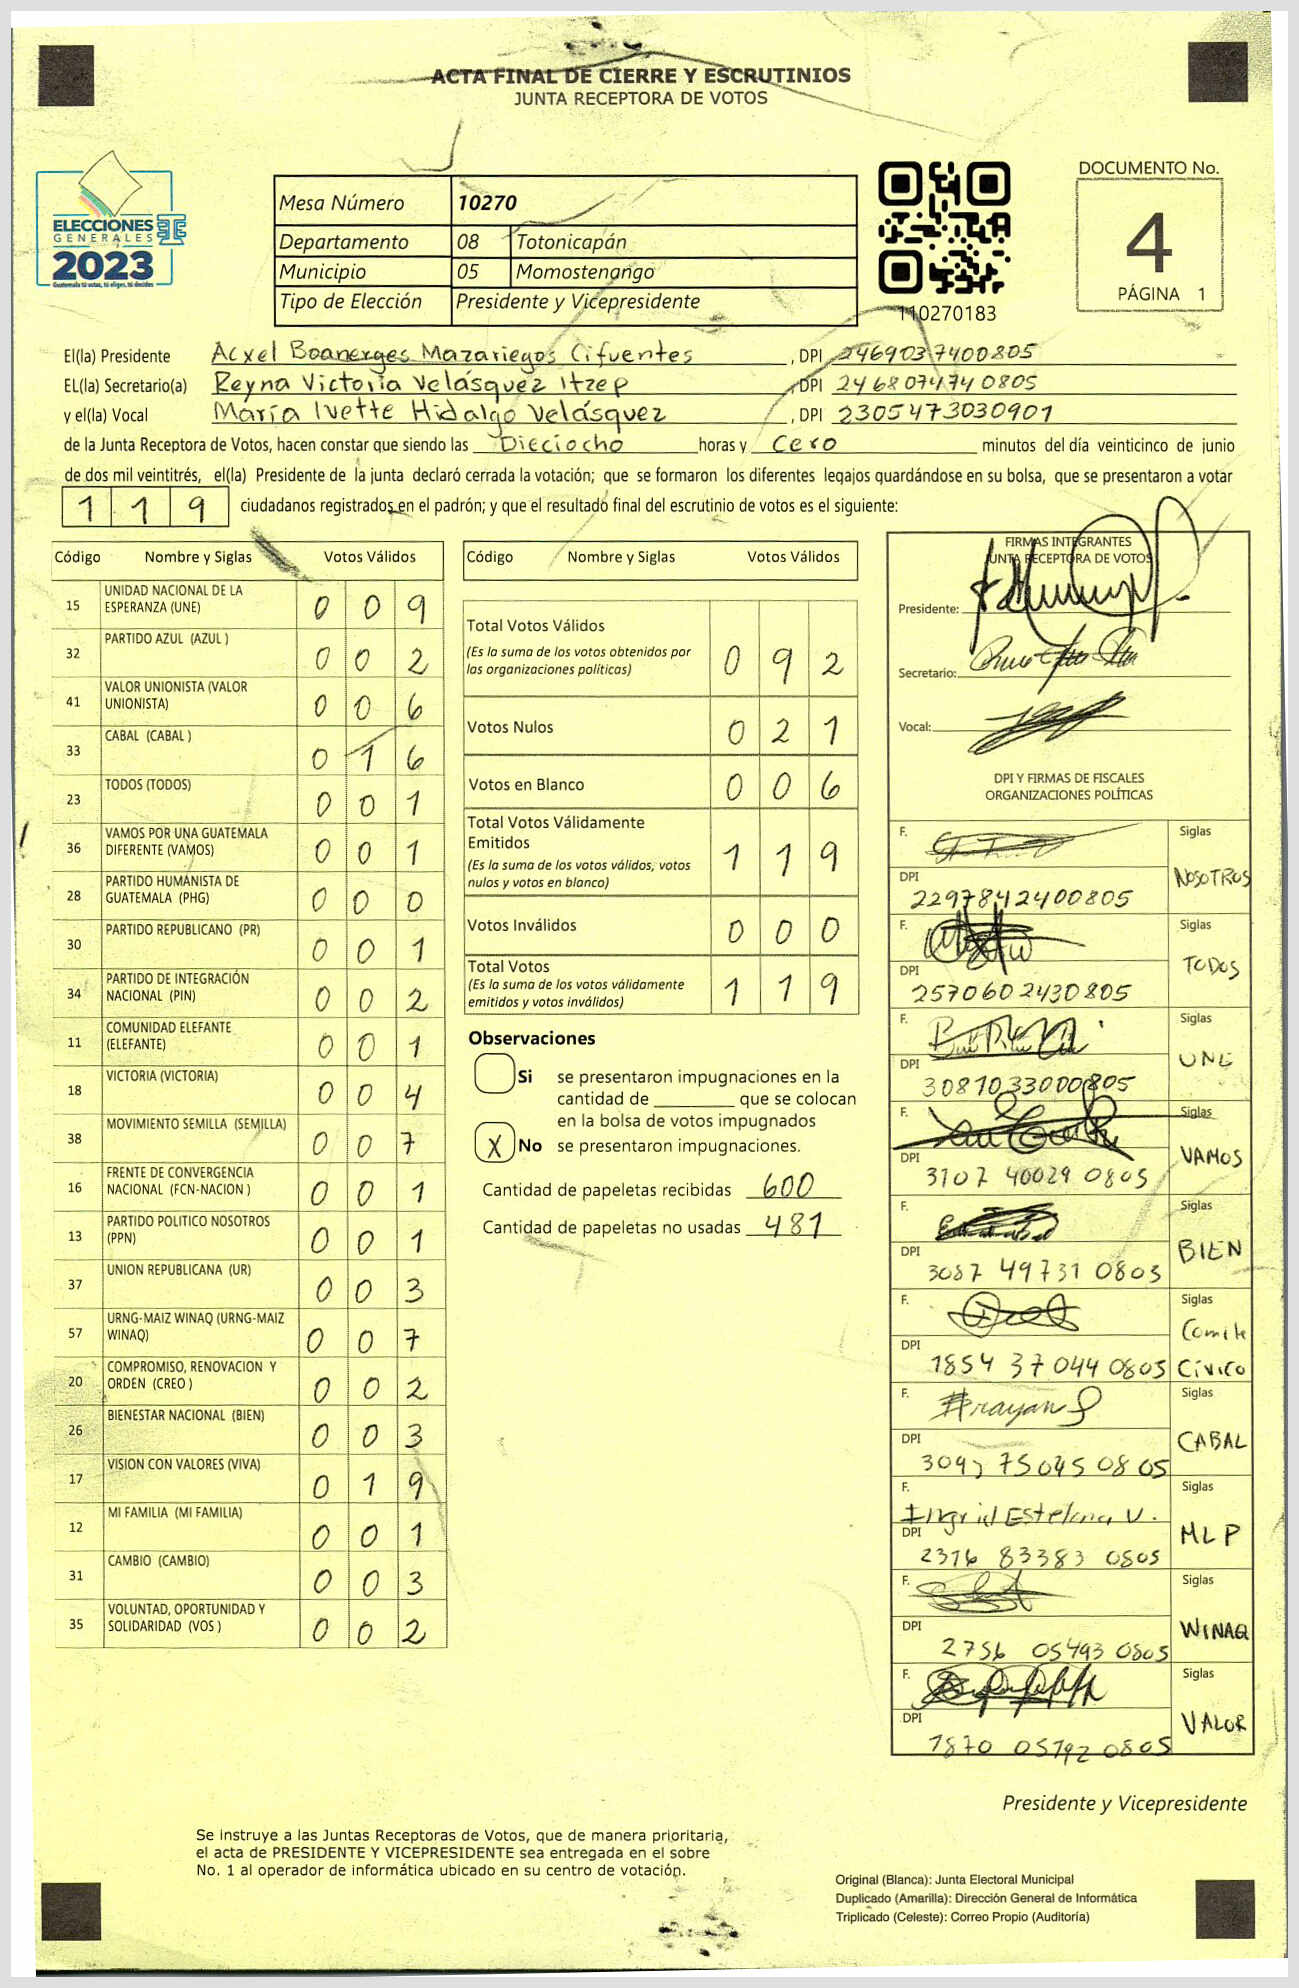 ACTA FINAL DE CIERRE Y ESCRUTINIOS
JUNTA RECEPTORA DE VOTOS
ELECCIONES
GENERALES
2023
Guatemala tú votas, tú eliges, tú decides
Mesa Número 10270
Departamento 08 Totonicapán
Municipio 05 Momostenango
Tipo de Elección Presidente y Vicepresidente
110270183
DOCUMENTO No.
4
PÁGINA 1
El(la) Presidente Acxel Boanerges Mazariegos Cifuentes, DPI 2469037400805
EL(la) Secretario(a) Reyna Victoria Velásquez Itzep, DPI 2468074740805
y el(la) Vocal María Ivette Hidalgo Velásquez, DPI 2305473030901
de la Junta Receptora de Votos, hacen constar que siendo las Dieciocho horas y Cero minutos del día veinticinco de junio
de dos mil veintitrés, el(la) Presidente de la junta declaró cerrada la votación; que se formaron los diferentes legajos quardándose en su bolsa, que se presentaron a votar
1 1 9 ciudadanos registrados en el padrón; y que el resultado final del escrutinio de votos es el siguiente:
Código Nombre y Siglas Votos Válidos
15 UNIDAD NACIONAL DE LA
ESPERANZA (UNE) 0 0 9
32 PARTIDO AZUL (AZUL ) 0 0 2
41 VALOR UNIONISTA (VALOR
UNIONISTA) 0 0 6
33 CABAL (CABAL ) 0 1 6
23 TODOS (TODOS) 0 0 1
36 VAMOS POR UNA GUATEMALA
DIFERENTE (VAMOS) 0 0 1
28 PARTIDO HUMANISTA DE
GUATEMALA (PHG) 0 0 0
30 PARTIDO REPUBLICANO (PR) 0 0 1
34 PARTIDO DE INTEGRACIÓN
NACIONAL (PIN) 0 0 2
11 COMUNIDAD ELEFANTE
(ELEFANTE) 0 0 1
18 VICTORIA (VICTORIA) 0 0 4
38 MOVIMIENTO SEMILLA (SEMILLA) 0 0 7
16 FRENTE DE CONVERGENCIA
NACIONAL (FCN-NACION ) 0 0 1
13 PARTIDO POLITICO NOSOTROS
(PPN) 0 0 1
37 UNION REPUBLICANA (UR) 0 0 3
57 URNG-MAIZ WINAQ (URNG-MAIZ
WINAQ) 0 0 7
20 COMPROMISO, RENOVACION Y
ORDEN (CREO ) 0 0 2
26 BIENESTAR NACIONAL (BIEN) 0 0 3
17 VISION CON VALORES (VIVA) 0 1 9
12 MI FAMILIA (MI FAMILIA) 0 0 1
31 CAMBIO (CAMBIO) 0 0 3
35 VOLUNTAD, OPORTUNIDAD Y
SOLIDARIDAD (VOS ) 0 0 2
Código Nombre y Siglas Votos Válidos
Total Votos Válidos
(Es la suma de los votos obtenidos por
las organizaciones políticas) 0 9 2
Votos Nulos 0 2 1
Votos en Blanco 0 0 6
Total Votos Válidamente
Emitidos
(Es la suma de los votos válidos, votos
nulos y votos en blanco) 1 1 9
Votos Inválidos 0 0 0
Total Votos
(Es la suma de los votos válidamente
emitidos y votos inválidos) 1 1 9
Observaciones
Si se presentaron impugnaciones en la
cantidad de ________ que se colocan
en la bolsa de votos impugnados
X No se presentaron impugnaciones.
Cantidad de papeletas recibidas 600
Cantidad de papeletas no usadas 481
FIRMAS INTEGRANTES
JUNTA RECEPTORA DE VOTOS
Presidente:
Secretario:
Vocal:
DPI Y FIRMAS DE FISCALES
ORGANIZACIONES POLÍTICAS
F. Siglas
NOSOTROS
DPI
2297842400805
F. Siglas
TODOS
DPI
2570602430805
F. Siglas
UNE
DPI
3081033000805
F. Siglas
VAMOS
DPI
3107 40029 0805
F. Siglas
BIEN
DPI
3087 49731 0805
F. Siglas
Comite
DPI
1854 37044 0805 Cívico
F. Siglas
CABAL
DPI
75045 0805
F. Siglas
Ingrid Estelma V.
MLP
DPI
2316 83383 0805
F. Siglas
WINAQ
DPI
2756 05493 0805
F. Siglas
VALOR
DPI
1870 05192 0805
Presidente y Vicepresidente
Se instruye a las Juntas Receptoras de Votos, que de manera prioritaria,
el acta de PRESIDENTE Y VICEPRESIDENTE sea entregada en el sobre
No. 1 al operador de informática ubicado en su centro de votación.
Original (Blanca): Junta Electoral Municipal
Duplicado (Amarilla): Dirección General de Informática
Triplicado (Celeste): Correo Propio (Auditoría)